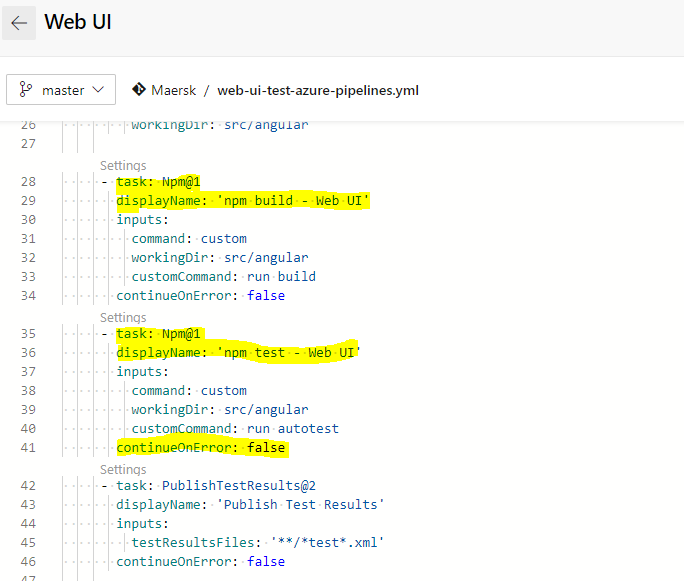 Web UI
master Maersk / web-ui-test-azure-pipelines.yml
26 workingDir: src/angular
27
Settings
28 - task: Npm@1
29 displayName: 'npm build - Web UI'
30 inputs:
31 command: custom
32 workingDir: src/angular
33 customCommand: run build
34 continueOnError: false
Settings
35 - task: Npm@1
36 displayName: 'npm test - Web UI'
37 inputs:
38 command: custom
39 workingDir: src/angular
40 customCommand: run autotest
41 continueOnError: false
Settings
42 - task: PublishTestResults@2
43 displayName: 'Publish Test Results'
44 inputs:
45 testResultsFiles: '**/*test*.xml'
46 continueOnError: false
47